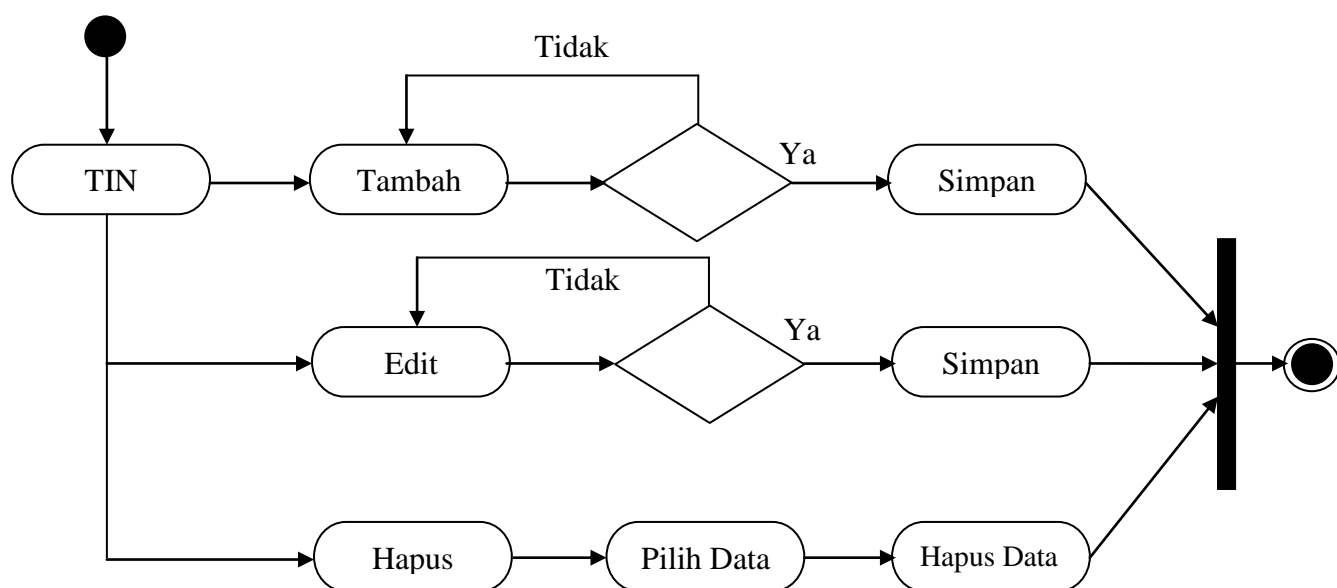 Tidak
TIN
Tambah
Ya
Simpan
Tidak
Edit
Ya
Simpan
Hapus
Pilih Data
Hapus Data